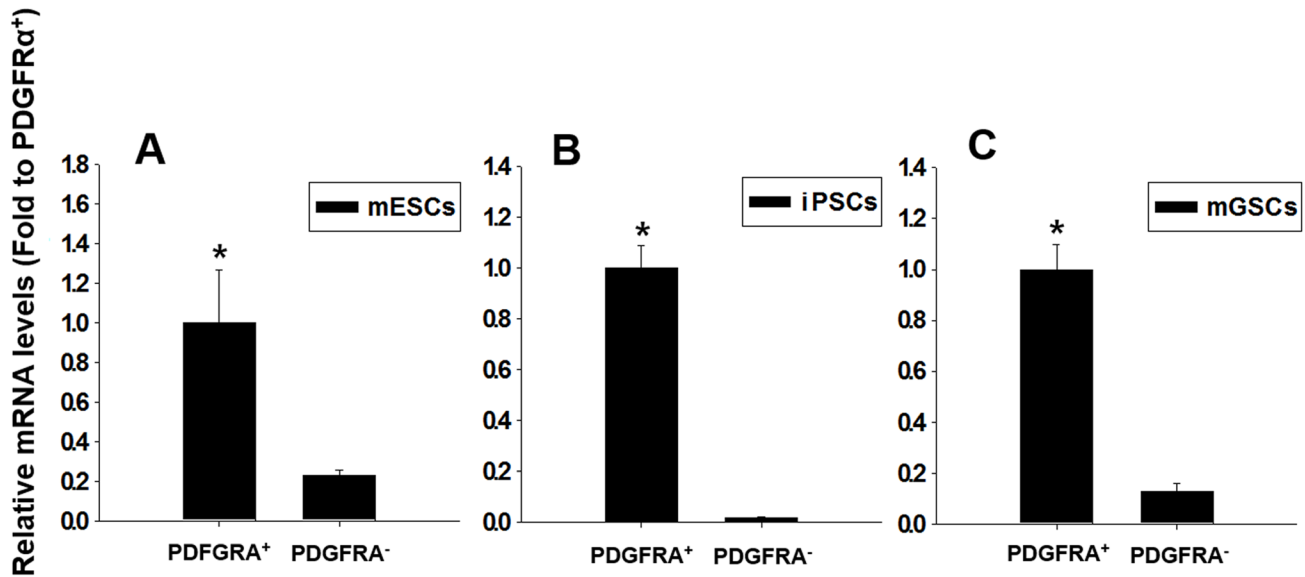 Relative mRNA levels (Fold to PDGFRα⁺)
A
1.8
1.6
1.4
1.2
1.0
0.8
0.6
0.4
0.2
0.0
mESCs
*
PDFGRA⁺
PDGFRA⁻
B
1.4
1.2
1.0
0.8
0.6
0.4
0.2
0.0
iPSCs
*
PDGFRA⁺
PDGFRA⁻
C
1.4
1.2
1.0
0.8
0.6
0.4
0.2
0.0
mGSCs
*
PDGFRA⁺
PDGFRA⁻